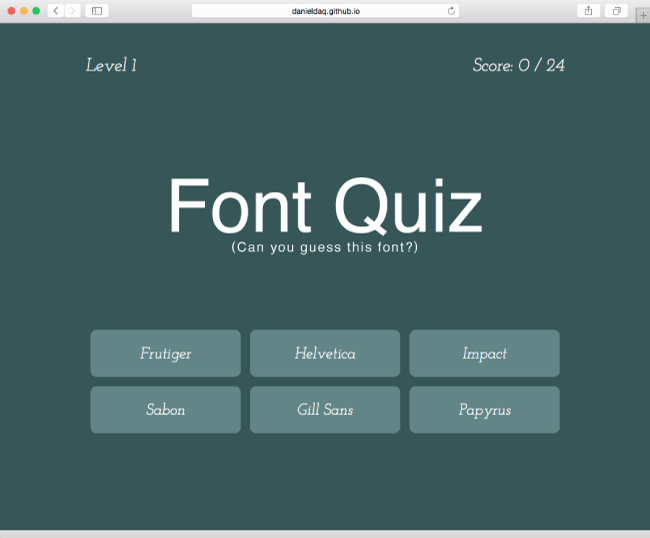 danieldaq.github.io
Level 1 Score: 0 / 24
Font Quiz
(Can you guess this font?)
Frutiger Helvetica Impact
Sabon Gill Sans Papyrus